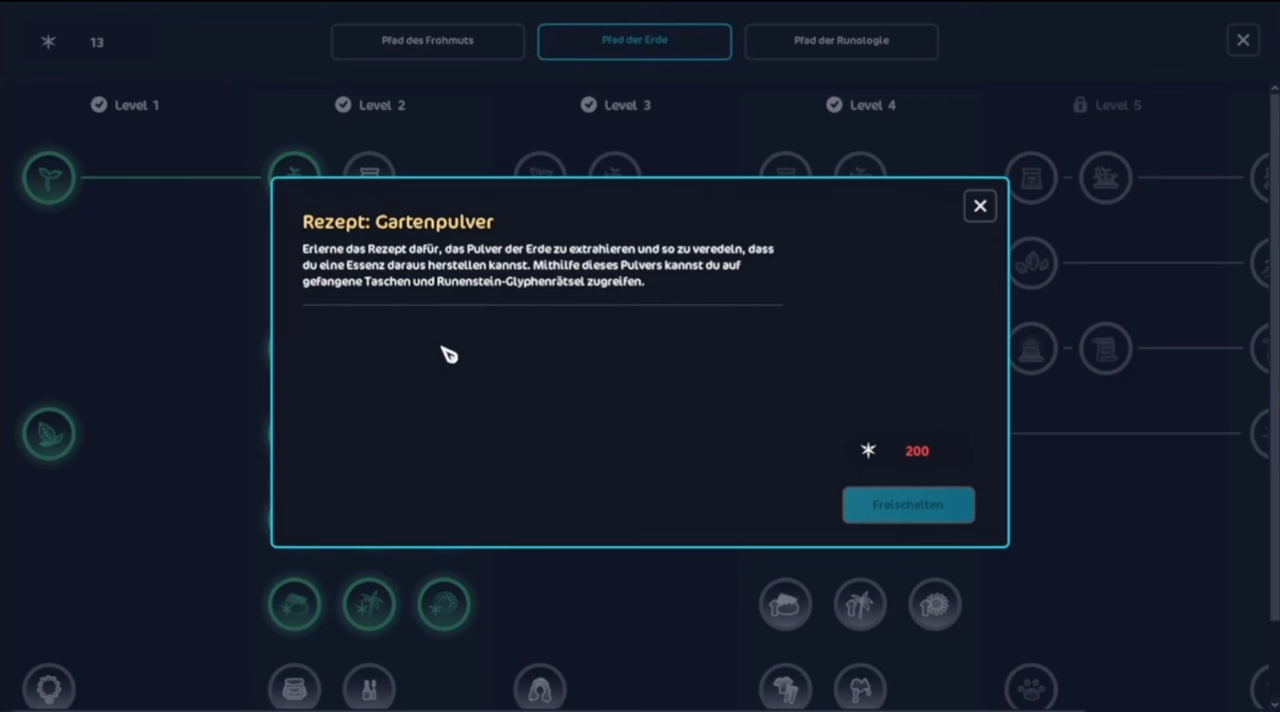 13
Pfad des Frohmuts
Pfad der Erde
Pfad der Runologie
Level 1
Level 2
Level 3
Level 4
Level 5
Rezept: Gartenpulver
Erlerne das Rezept dafür, das Pulver der Erde zu extrahieren und so zu veredeln, dass
du eine Essenz daraus herstellen kannst. Mithilfe dieses Pulvers kannst du auf
gefangene Taschen und Runenstein-Glyphenrätsel zugreifen.
200
Freischalten